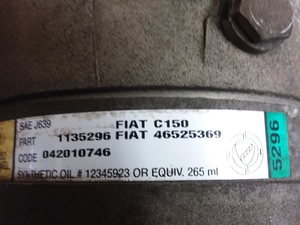 SAE J639 FIAT C150
PART 1135296 FIAT 46525369
CODE 042010746
SYNTHETIC OIL # 12345923 OR EQUIV. 265 ml
5296